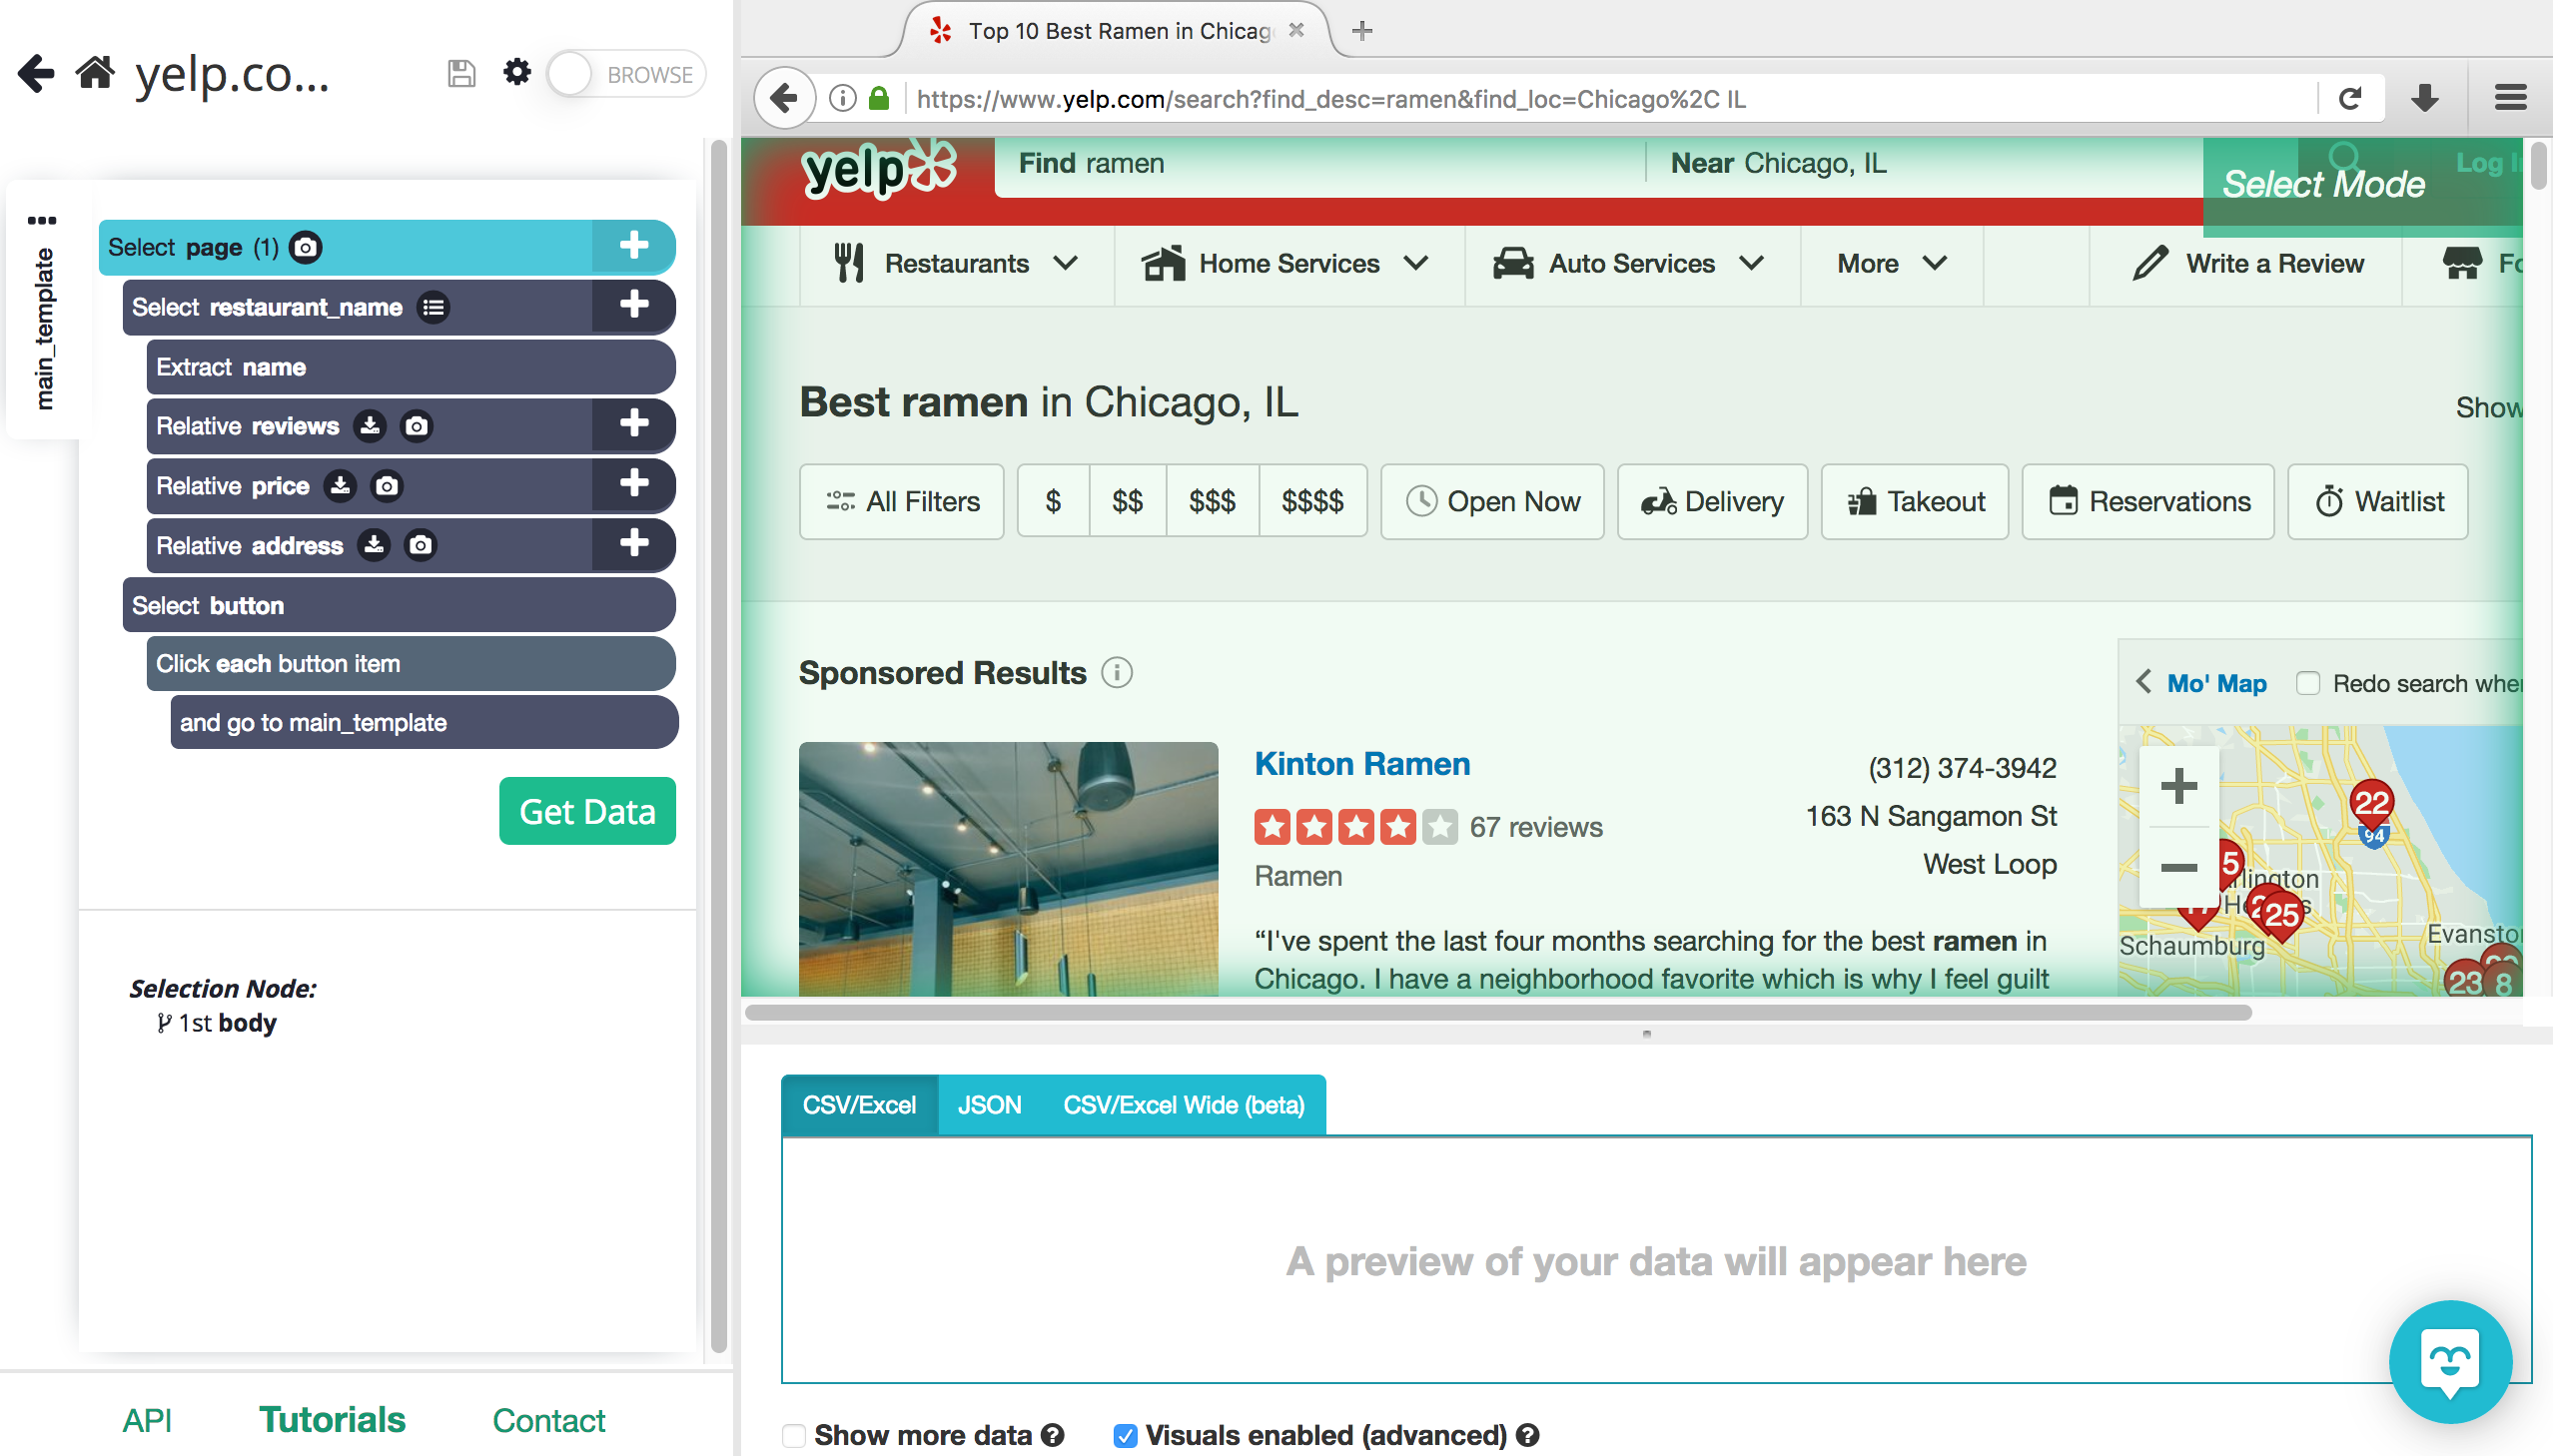 yelp.co...
BROWSE
main_template
Select page (1)
Select restaurant_name
Extract name
Relative reviews
Relative price
Relative address
Select button
Click each button item
and go to main_template
Get Data
Selection Node:
1st body
API
Tutorials
Contact
Top 10 Best Ramen in Chicag
https://www.yelp.com/search?find_desc=ramen&find_loc=Chicago%2C IL
yelp
Find ramen
Near Chicago, IL
Log I
Select Mode
Restaurants
Home Services
Auto Services
More
Write a Review
Fo
Best ramen in Chicago, IL
Show
All Filters
$
$$
$$$
$$$$
Open Now
Delivery
Takeout
Reservations
Waitlist
Sponsored Results
Mo' Map
Redo search when
Kinton Ramen
67 reviews
Ramen
(312) 374-3942
163 N Sangamon St
West Loop
“I've spent the last four months searching for the best ramen in
Chicago. I have a neighborhood favorite which is why I feel guilt
22
94
5
25
Schaumburg
Evanston
23
8
CSV/Excel
JSON
CSV/Excel Wide (beta)
A preview of your data will appear here
Show more data
Visuals enabled (advanced)